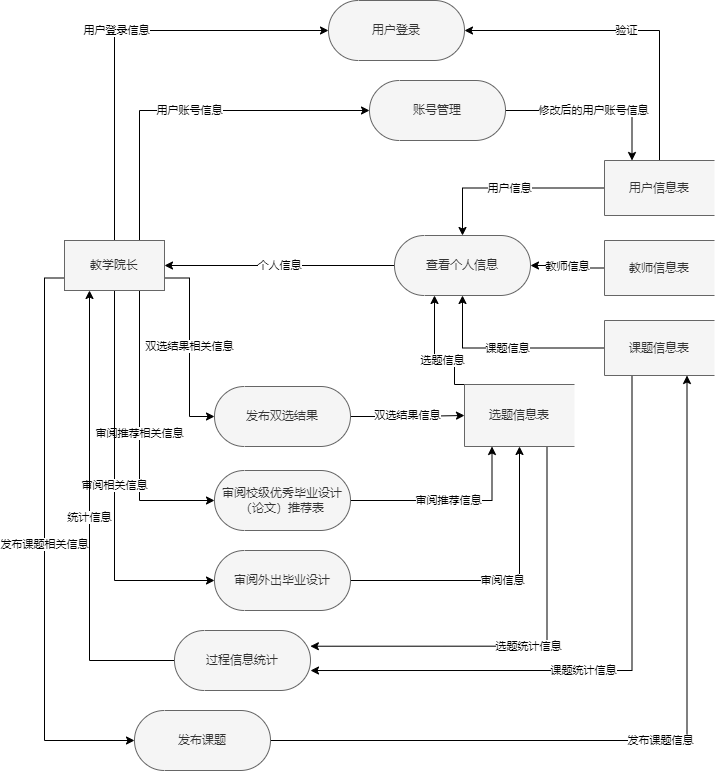 用户登录信息
用户登录
验证
用户账号信息
账号管理
修改后的用户账号信息
用户信息
用户信息表
教学院长
个人信息
查看个人信息
教师信息
教师信息表
双选结果相关信息
选题信息
课题信息
课题信息表
发布双选结果
双选结果信息
选题信息表
审阅推荐相关信息
审阅相关信息
审阅校级优秀毕业设计
（论文）推荐表
审阅推荐信息
统计信息
发布课题相关信息
审阅外出毕业设计
审阅信息
选题统计信息
过程信息统计
课题统计信息
发布课题
发布课题信息